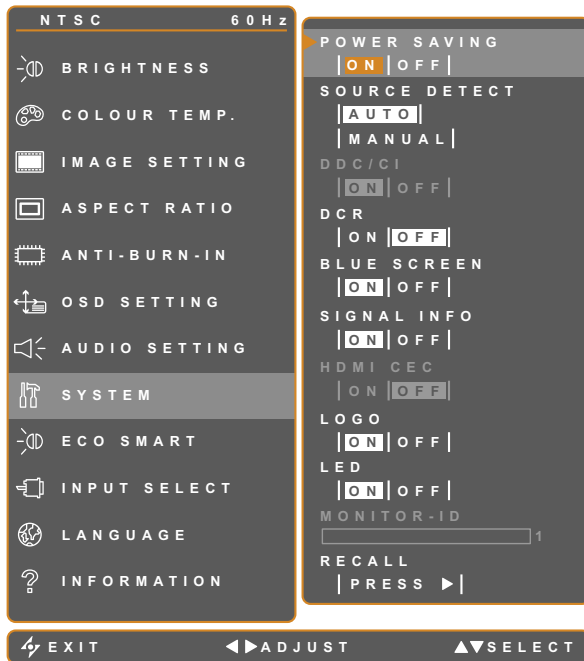 NTSC 60Hz
BRIGHTNESS
COLOUR TEMP.
IMAGE SETTING
ASPECT RATIO
ANTI-BURN-IN
OSD SETTING
AUDIO SETTING
SYSTEM
ECO SMART
INPUT SELECT
LANGUAGE
INFORMATION
POWER SAVING
ON OFF
SOURCE DETECT
AUTO
MANUAL
DDC/CI
ON OFF
DCR
ON OFF
BLUE SCREEN
ON OFF
SIGNAL INFO
ON OFF
HDMI CEC
ON OFF
LOGO
ON OFF
LED
ON OFF
MONITOR-ID
1
RECALL
PRESS
EXIT ADJUST SELECT